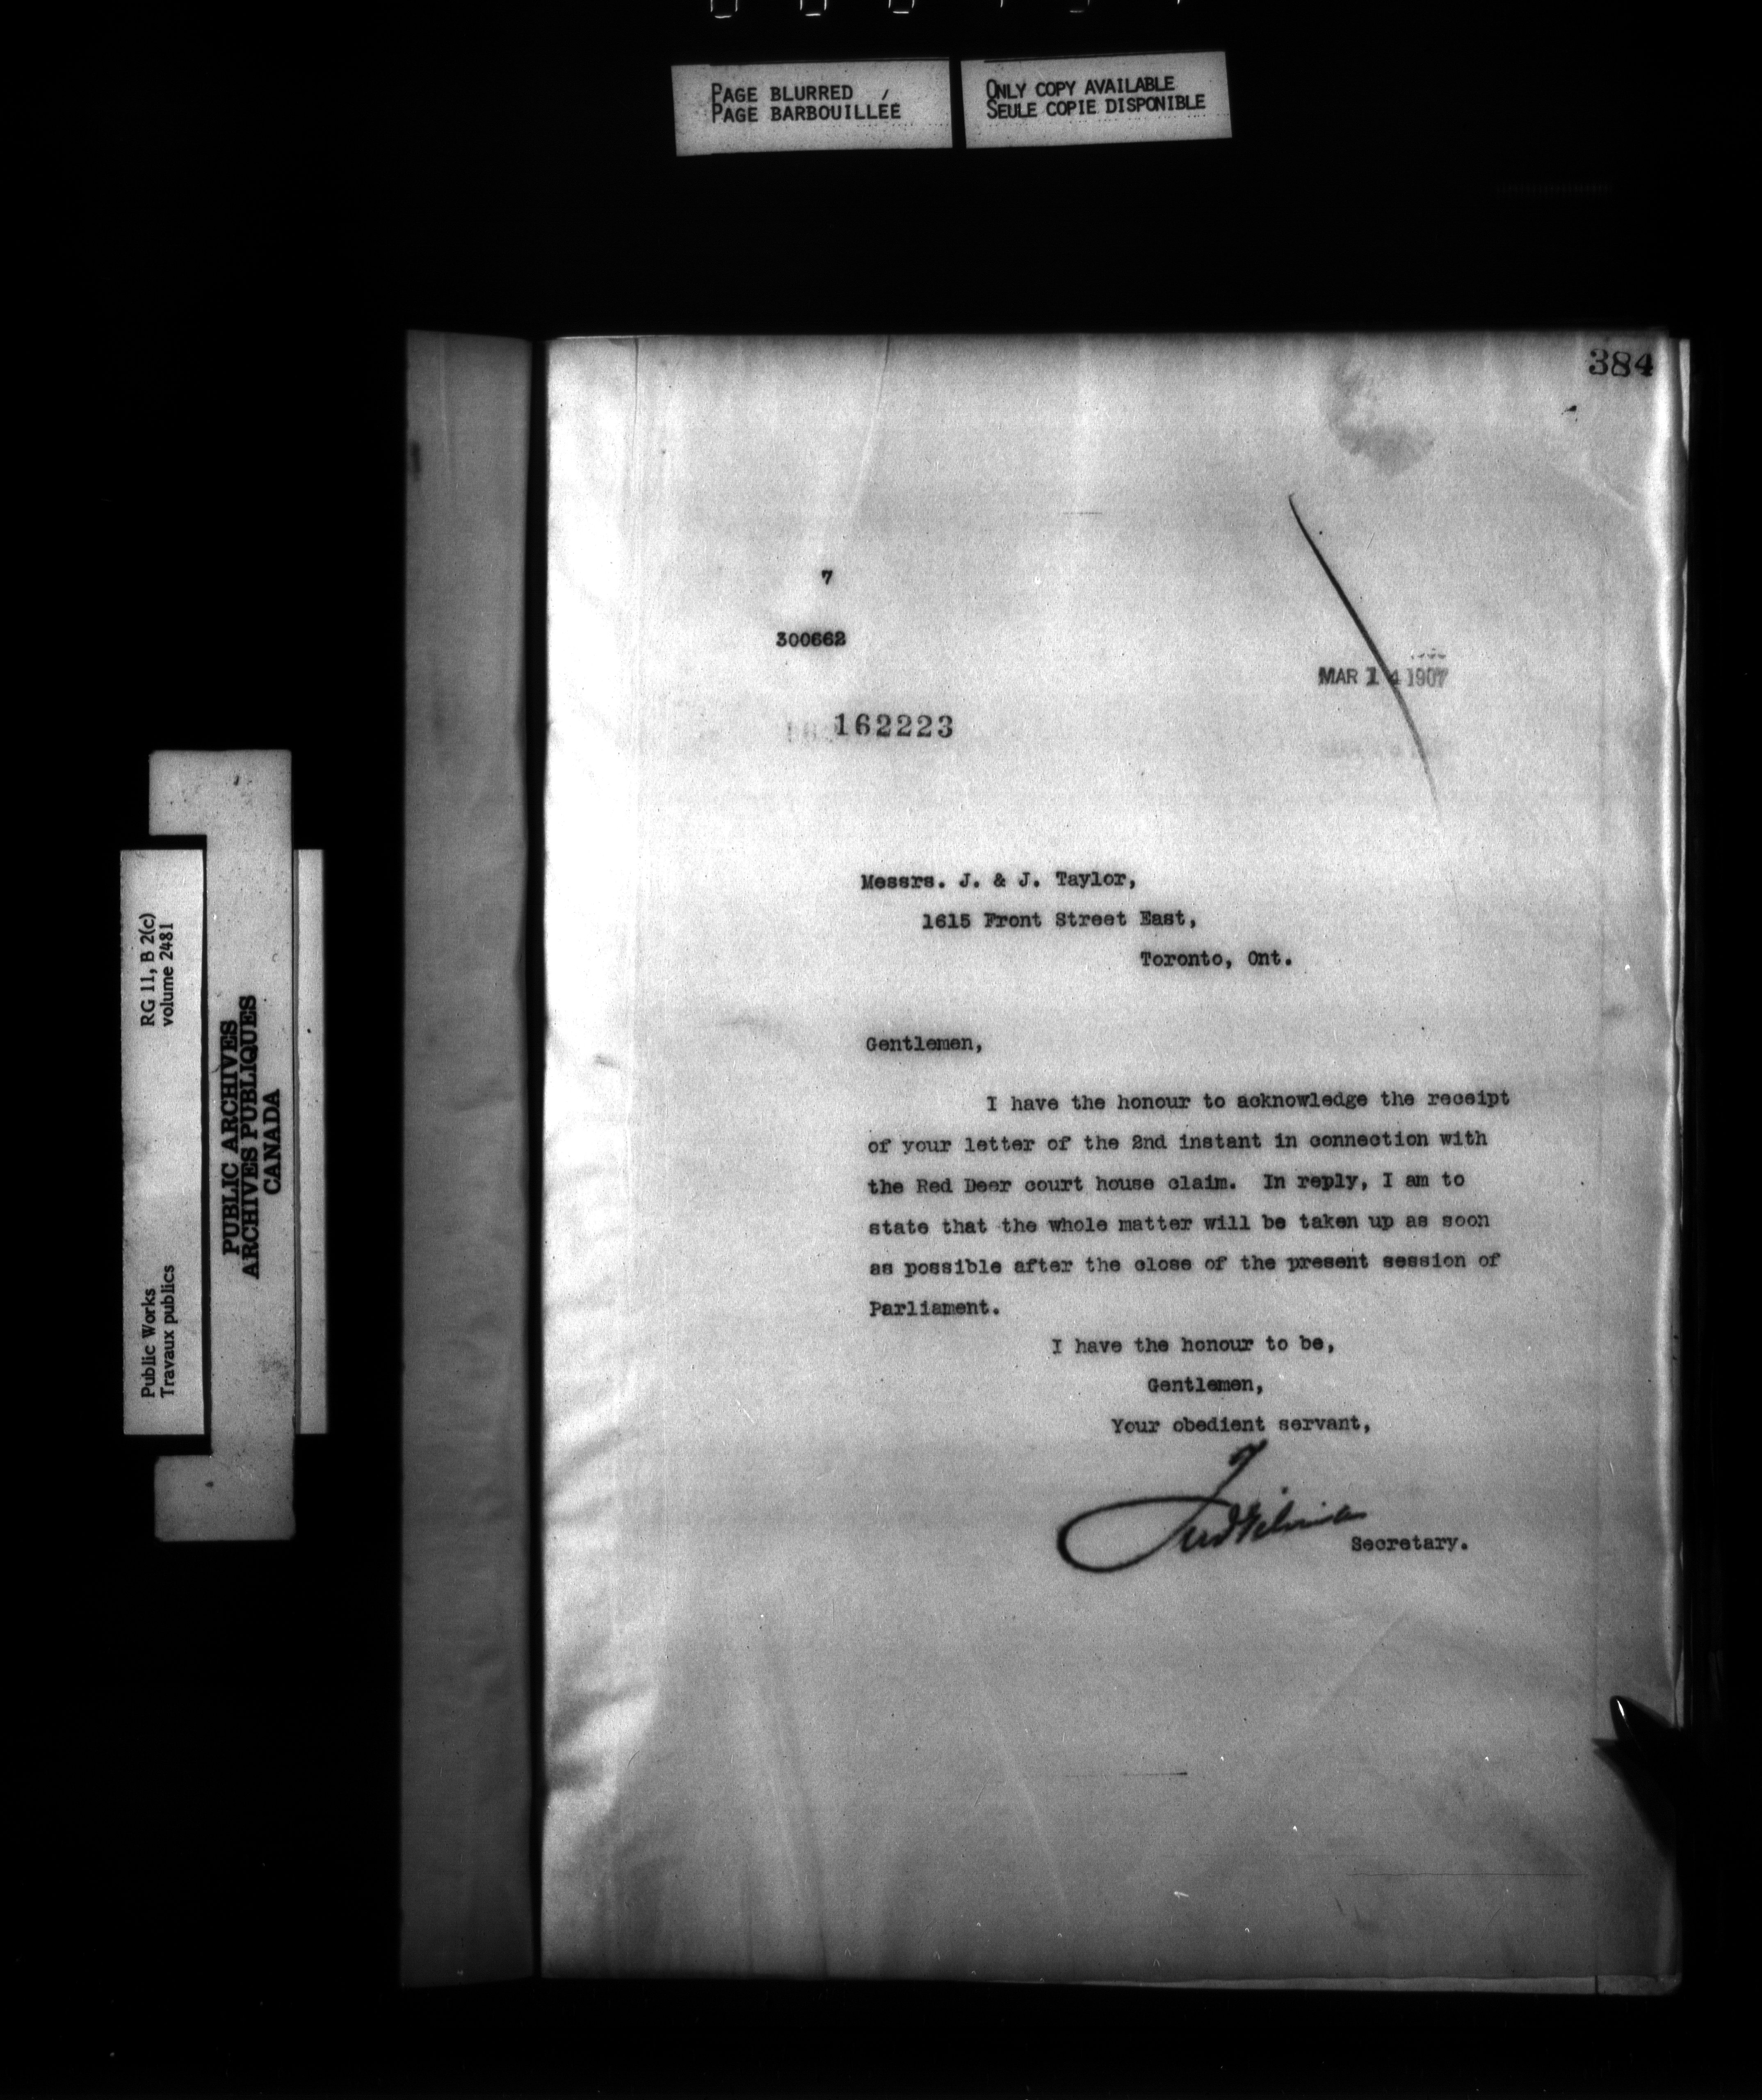 PAGE BLURRED
PAGE BARBOUILLÉE
ONLY COPY AVAILABLE
SEULE COPIE DISPONIBLE
384
7
300662
MAR 14 1907
162223
Messrs. J. & J. Taylor,
1615 Front Street East,
Toronto, Ont.
Gentlemen,
I have the honour to acknowledge the receipt
of your letter of the 2nd instant in connection with
the Red Deer court house claim. In reply, I am to
state that the whole matter will be taken up as soon
as possible after the close of the present session of
Parliament.
I have the honour to be,
Gentlemen,
Your obedient servant,
Secretary.
RG 11, B 2(c)
volume 2481
Public Works
Travaux publics
PUBLIC ARCHIVES
ARCHIVES PUBLIQUES
CANADA